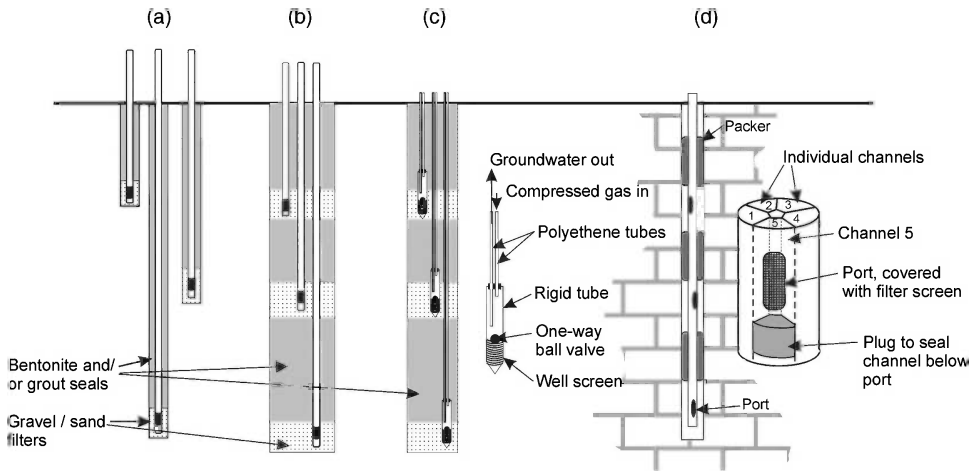 (a)
(b)
(c)
(d)
Packer
Groundwater out
Compressed gas in
Individual channels
1 2 3 4 5
Polyethene tubes
Channel 5
Rigid tube
Port, covered
with filter screen
One-way
ball valve
Well screen
Plug to seal
channel below
port
Bentonite and/
or grout seals
Gravel / sand
filters
Port